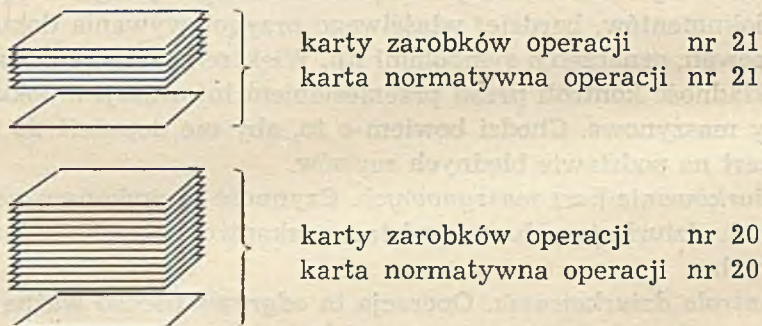 karty zarobków operacji nr 21
karta normatywna operacji nr 21
karty zarobków operacji nr 20
karta normatywna operacji nr 20